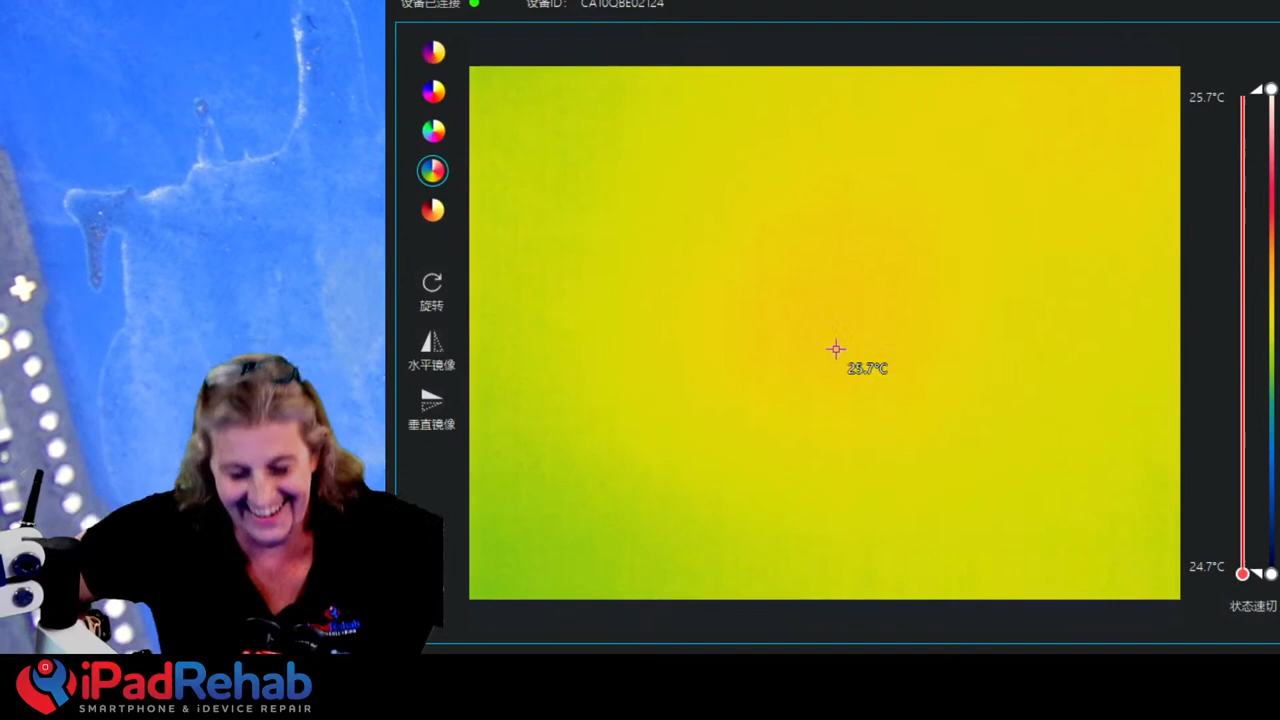 设备已连接 设备ID: CA10QBE02124
25.7°C
旋转
水平镜像
25.7°C
垂直镜像
24.7°C
状态速切
Rehab
iPadRehab
SMARTPHONE & iDEVICE REPAIR